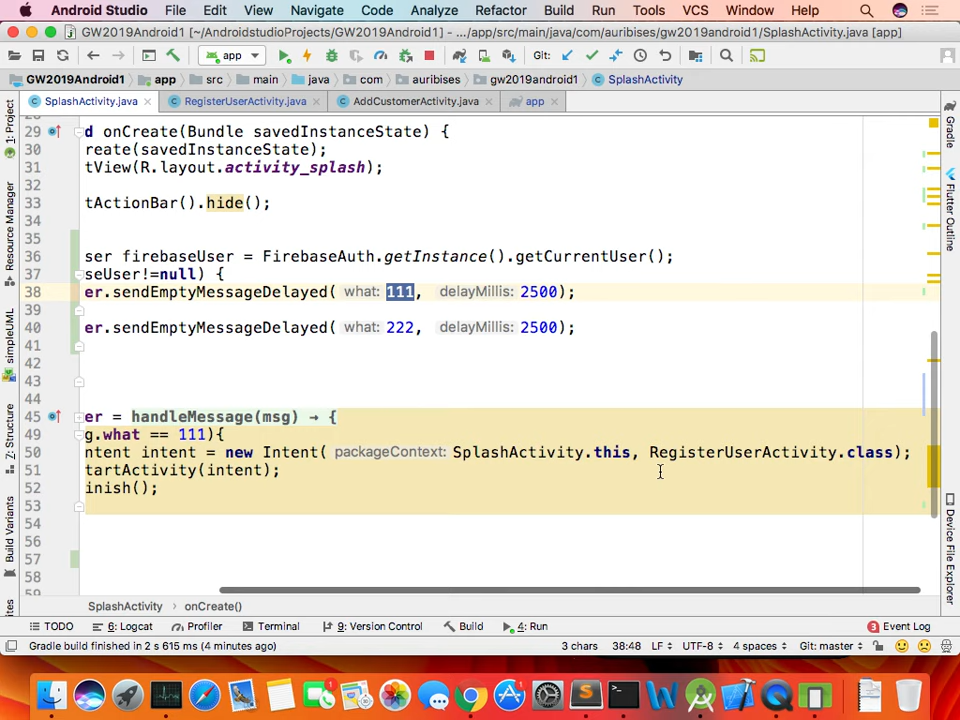 Android Studio File Edit View Navigate Code Analyze Refactor Build Run Tools VCS Window Help
GW2019Android1 [~/AndroidstudioProjects/GW2019Android1] - .../app/src/main/java/com/auribises/gw2019android1/SplashActivity.java [app]
app Git:
GW2019Android1 app src main java com auribises gw2019android1 SplashActivity
SplashActivity.java RegisterUserActivity.java AddCustomerActivity.java app
29 d onCreate(Bundle savedInstanceState) {
30 reate(savedInstanceState);
31 tView(R.layout.activity_splash);
32
33 tActionBar().hide();
34
35
36 ser firebaseUser = FirebaseAuth.getInstance().getCurrentUser();
37 seUser!=null) {
38 er.sendEmptyMessageDelayed( what: 111, delayMillis: 2500);
39
40 er.sendEmptyMessageDelayed( what: 222, delayMillis: 2500);
41
42
43
44
45 er = handleMessage(msg) → {
49 g.what == 111){
50 ntent intent = new Intent( packageContext: SplashActivity.this, RegisterUserActivity.class);
51 tartActivity(intent);
52 inish();
53
54
56
57
58
1: Project
Resource Manager
simpleUML
7: Structure
Build Variants
Gradle
Flutter Outline
Device File Explorer
SplashActivity onCreate()
TODO 6: Logcat Profiler Terminal 9: Version Control Build 4: Run 3 Event Log
Gradle build finished in 2 s 615 ms (4 minutes ago) 3 chars 38:48 LF UTF-8 4 spaces Git: master